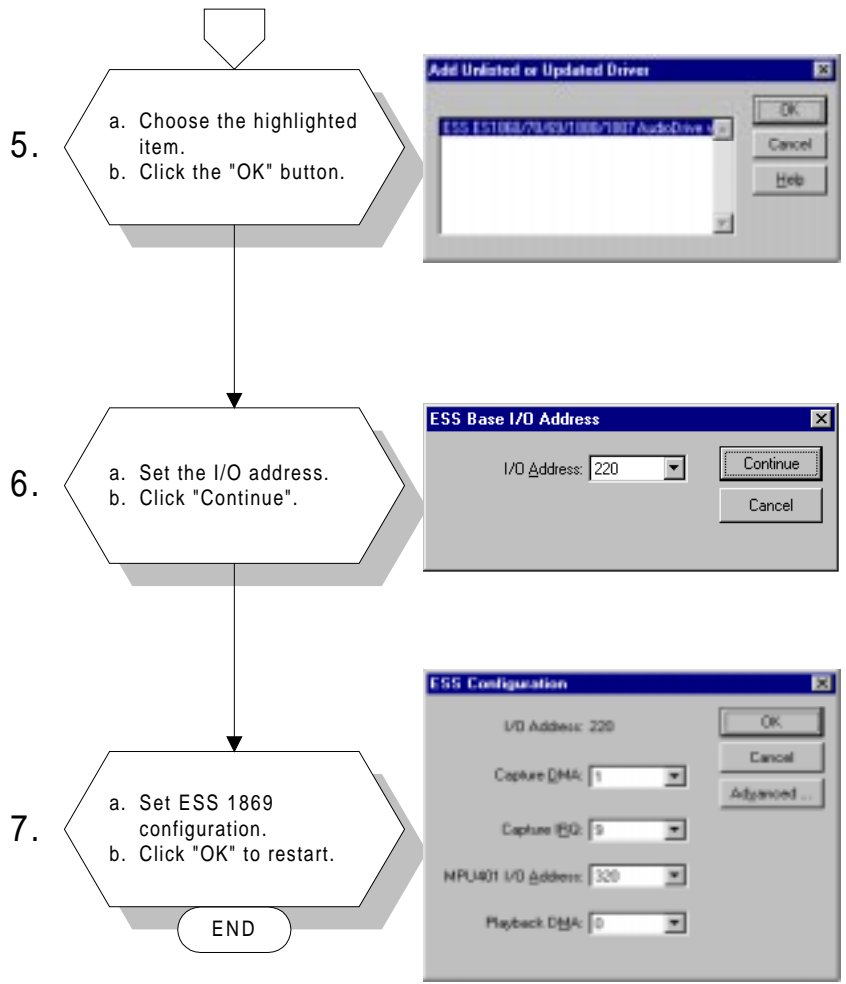 5.
a. Choose the highlighted
item.
b. Click the "OK" button.
Add Unlisted or Updated Driver
OK
Cancel
Help
AudioDrive
6.
a. Set the I/O address.
b. Click "Continue".
ESS Base I/O Address
I/O Address: 220
Continue
Cancel
7.
a. Set ESS 1869
configuration.
b. Click "OK" to restart.
END
ESS Configuration
I/O Address: 220
OK
Cancel
Advanced ...
Capture DMA: 1
Capture IRQ: 9
MPU401 I/O Address: 320
Playback DMA: 0